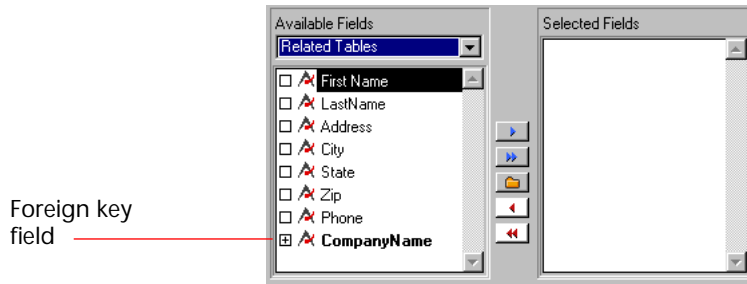 Available Fields
Related Tables
First Name
LastName
Address
City
State
Zip
Phone
CompanyName
Selected Fields
Foreign key
field